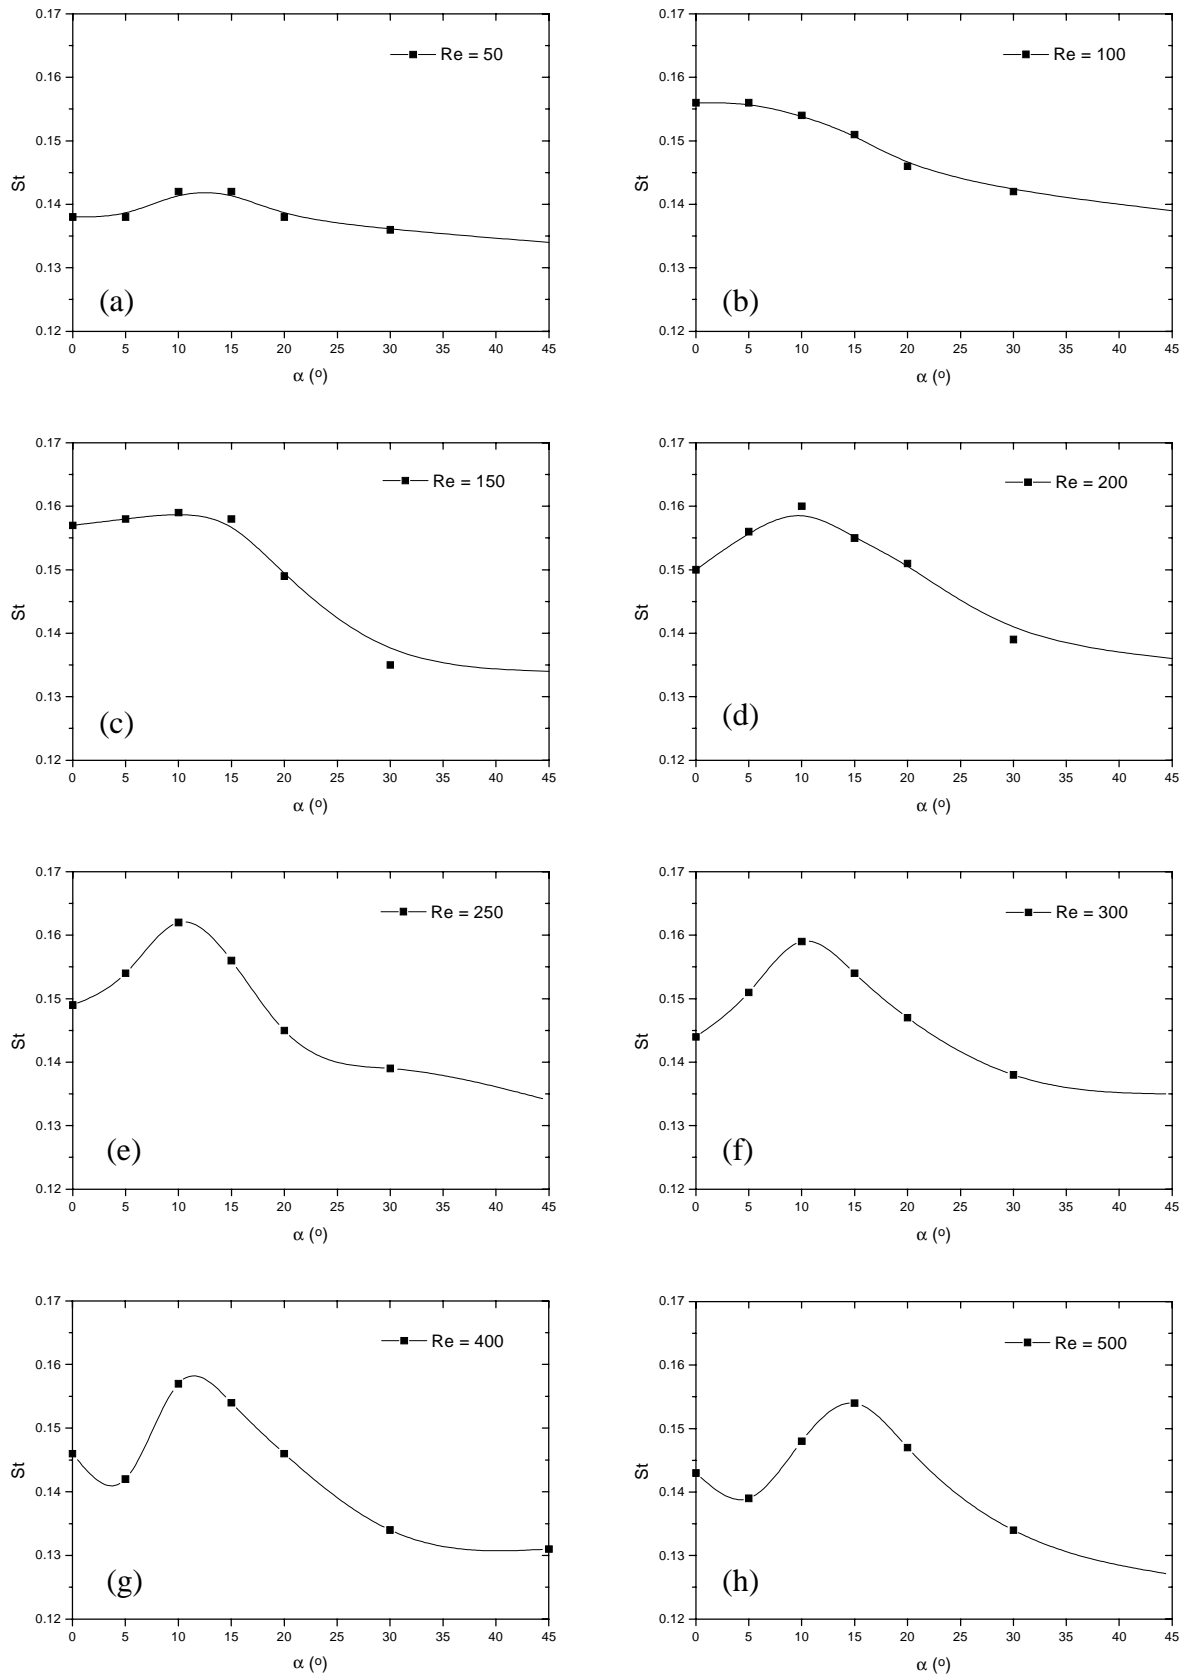 0.17
Re = 50
0.16
0.15
St
0.14
0.13
(a)
0.12
0 5 10 15 20 25 30 35 40 45
α (o)
0.17
Re = 100
0.16
0.15
St
0.14
0.13
(b)
0.12
0 5 10 15 20 25 30 35 40 45
α (o)
0.17
Re = 150
0.16
0.15
St
0.14
0.13
(c)
0.12
0 5 10 15 20 25 30 35 40 45
α (o)
0.17
Re = 200
0.16
0.15
St
0.14
0.13
(d)
0.12
0 5 10 15 20 25 30 35 40 45
α (o)
0.17
Re = 250
0.16
0.15
St
0.14
0.13
(e)
0.12
0 5 10 15 20 25 30 35 40 45
α (o)
0.17
Re = 300
0.16
0.15
St
0.14
0.13
(f)
0.12
0 5 10 15 20 25 30 35 40 45
α (o)
0.17
Re = 400
0.16
0.15
St
0.14
0.13
(g)
0.12
0 5 10 15 20 25 30 35 40 45
α (o)
0.17
Re = 500
0.16
0.15
St
0.14
0.13
(h)
0.12
0 5 10 15 20 25 30 35 40 45
α (o)